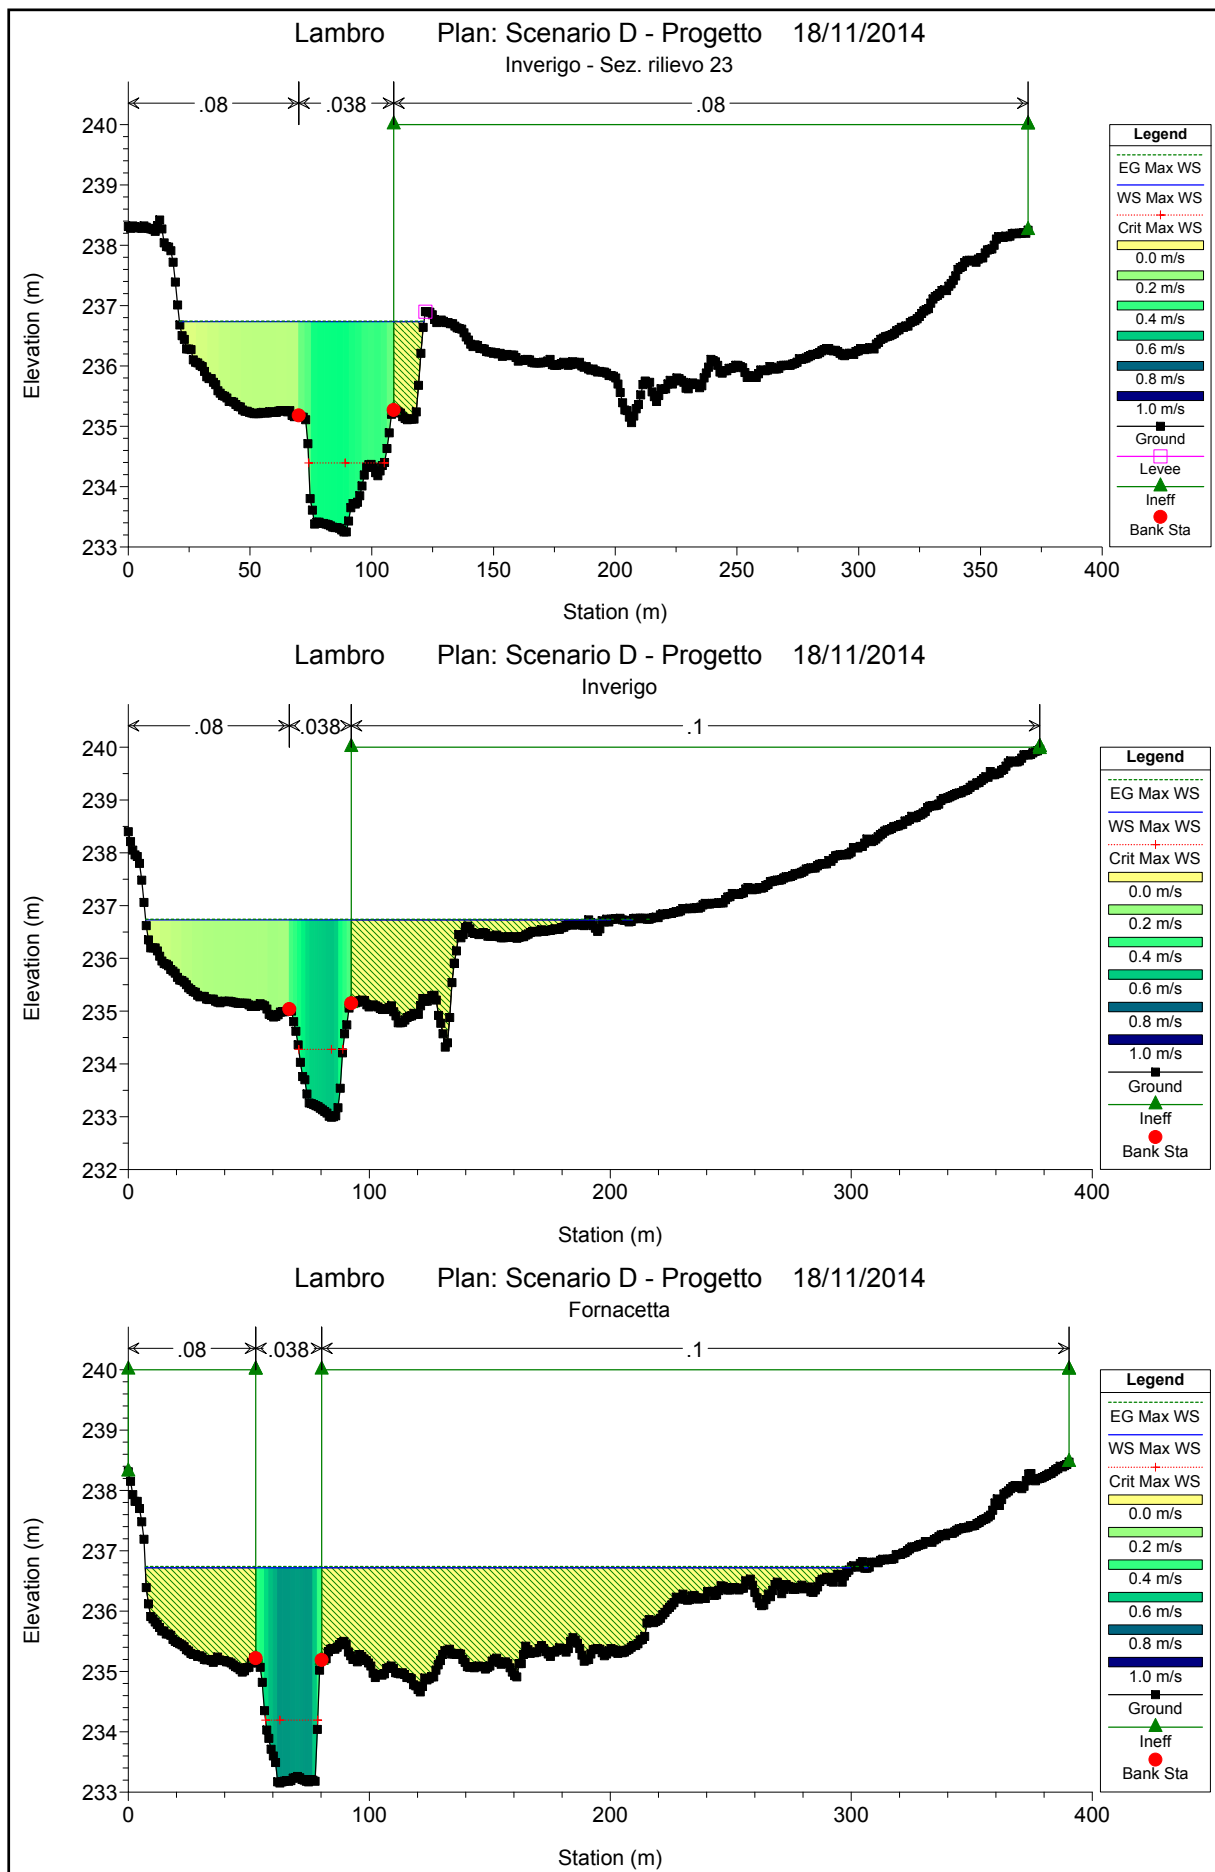 Lambro Plan: Scenario D - Progetto 18/11/2014
Inverigo - Sez. rilievo 23
.08 .038 .08
240
239
238
237
236
235
234
233
Elevation (m)
0 50 100 150 200 250 300 350 400
Station (m)
Legend
EG Max WS
WS Max WS
Crit Max WS
0.0 m/s
0.2 m/s
0.4 m/s
0.6 m/s
0.8 m/s
1.0 m/s
Ground
Levee
Ineff
Bank Sta
Lambro Plan: Scenario D - Progetto 18/11/2014
Inverigo
.08 .038 .1
240
239
238
237
236
235
234
233
232
Elevation (m)
0 100 200 300 400
Station (m)
Legend
EG Max WS
WS Max WS
Crit Max WS
0.0 m/s
0.2 m/s
0.4 m/s
0.6 m/s
0.8 m/s
1.0 m/s
Ground
Ineff
Bank Sta
Lambro Plan: Scenario D - Progetto 18/11/2014
Fornacetta
.08 .038 .1
240
239
238
237
236
235
234
233
Elevation (m)
0 100 200 300 400
Station (m)
Legend
EG Max WS
WS Max WS
Crit Max WS
0.0 m/s
0.2 m/s
0.4 m/s
0.6 m/s
0.8 m/s
1.0 m/s
Ground
Ineff
Bank Sta